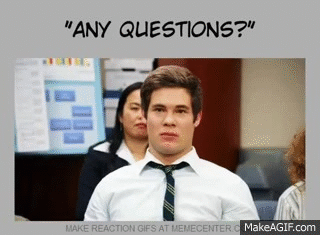 "ANY QUESTIONS?"
MAKE REACTION GIFS AT MEMECENTER.C
MakeAGIF.com